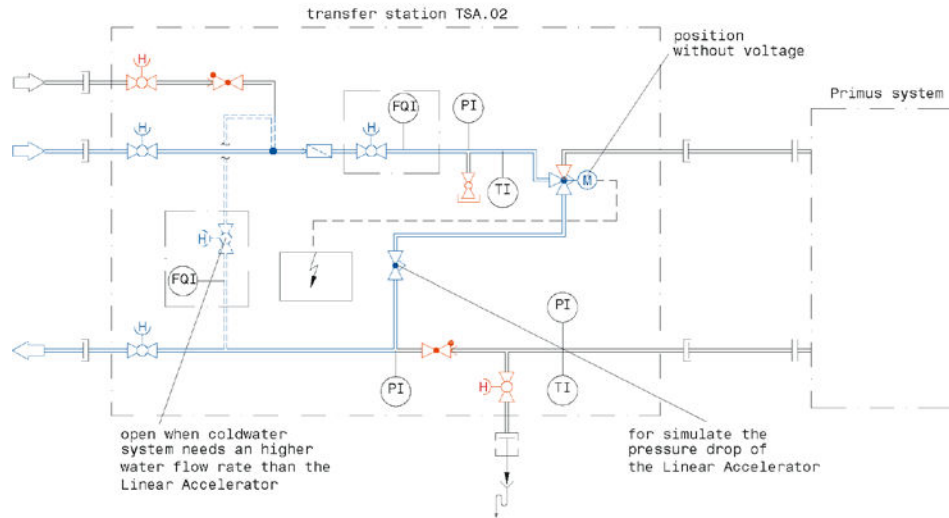 transfer station TSA.02
position
without voltage
Primus system
H
FQI
PI
H
H
TI
M
H
FQI
PI
H
PI
H
TI
open when coldwater
system needs an higher
water flow rate than the
Linear Accelerator
for simulate the
pressure drop of
the Linear Accelerator